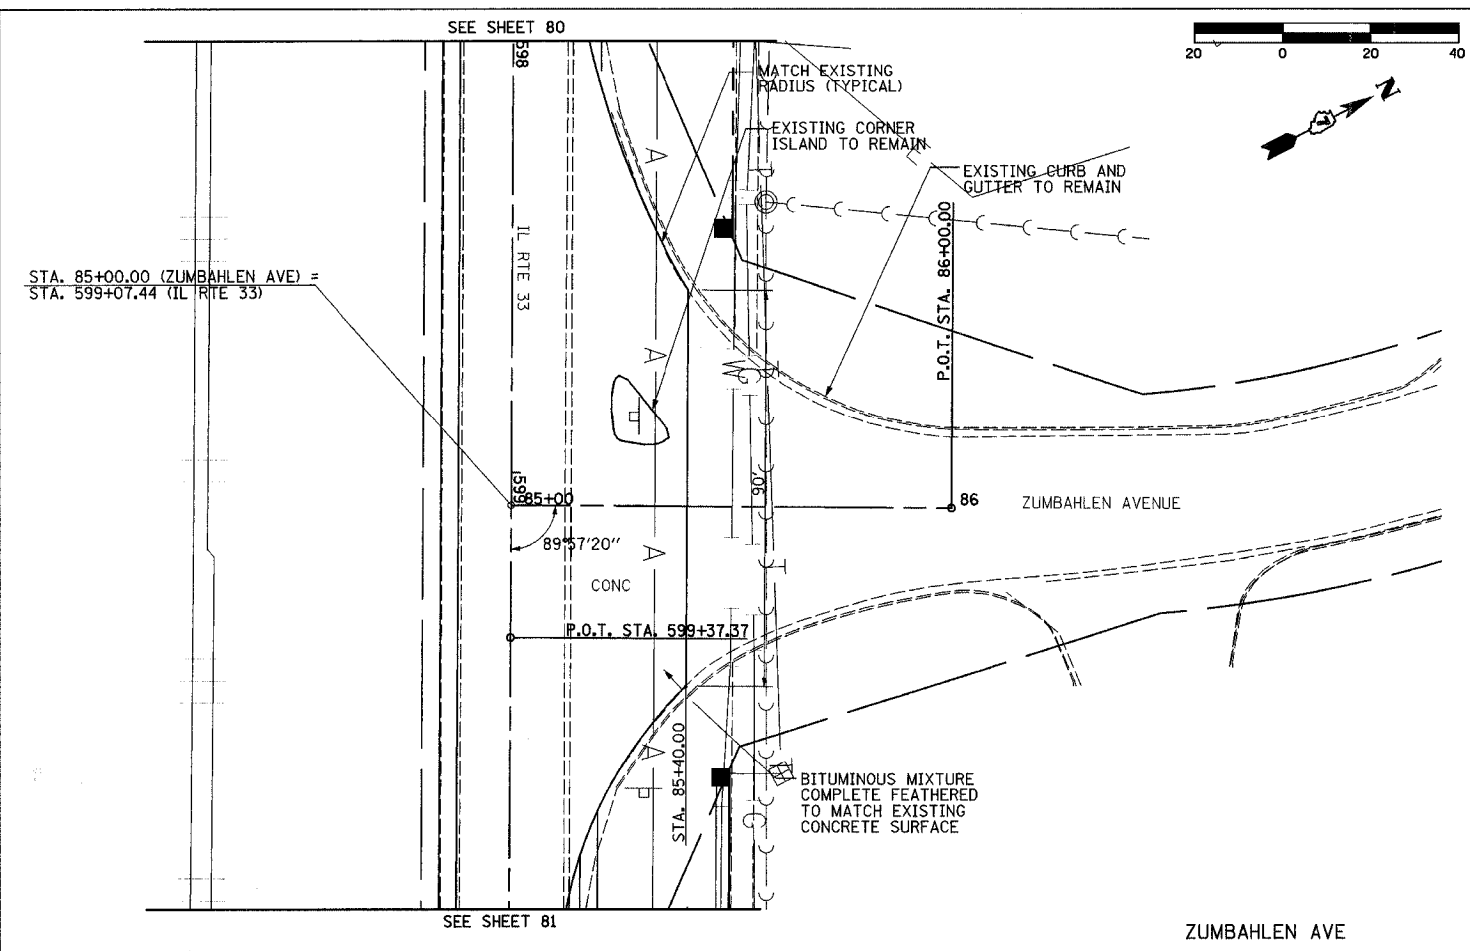 SEE SHEET 80
20 0 20 40
598
MATCH EXISTING
RADIUS (TYPICAL)
N
EXISTING CORNER
ISLAND TO REMAIN
EXISTING CURB AND
GUTTER TO REMAIN
A
P
IL RTE 33
P.O.T. STA. 86+00.00
STA. 85+00.00 (ZUMBAHLEN AVE) =
STA. 599+07.44 (IL RTE 33)
A
W
G
T
599
85+00
90'
86
ZUMBAHLEN AVENUE
89°57'20"
A
T
CONC
P.O.T. STA. 599+37.37
STA. 85+40.00
A
P
G
BITUMINOUS MIXTURE
COMPLETE FEATHERED
TO MATCH EXISTING
CONCRETE SURFACE
SEE SHEET 81
ZUMBAHLEN AVE